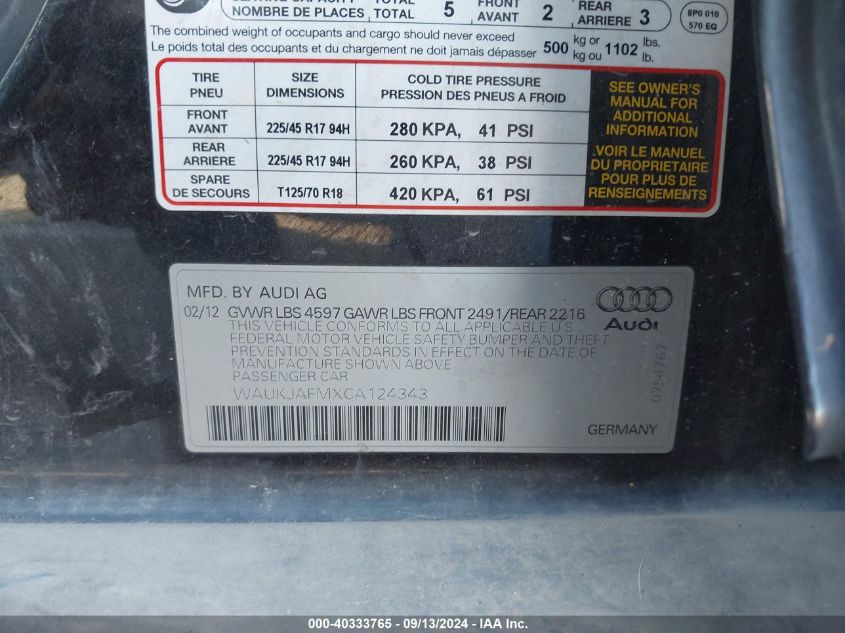 TOTAL 5 FRONT 2 REAR 3
NOMBRE DE PLACES TOTAL AVANT ARRIÈRE
8P0 010
570 EQ
The combined weight of occupants and cargo should never exceed
Le poids total des occupants et du chargement ne doit jamais dépasser
500 kg or 1102 lbs.
kg ou lb.
TIRE SIZE COLD TIRE PRESSURE
PNEU DIMENSIONS PRESSION DES PNEUS A FROID
FRONT
AVANT 225/45 R17 94H 280 KPA, 41 PSI
REAR
ARRIERE 225/45 R17 94H 260 KPA, 38 PSI
SPARE
DE SECOURS T125/70 R18 420 KPA, 61 PSI
SEE OWNER'S
MANUAL FOR
ADDITIONAL
INFORMATION
VOIR LE MANUEL
DU PROPRIETAIRE
POUR PLUS DE
RENSEIGNEMENTS
MFD. BY AUDI AG
02/12 GVWR LBS 4597 GAWR LBS FRONT 2491/REAR 2216
THIS VEHICLE CONFORMS TO ALL APPLICABLE U.S.
FEDERAL MOTOR VEHICLE SAFETY BUMPER AND THEFT
PREVENTION STANDARDS IN EFFECT ON THE DATE OF
MANUFACTURE SHOWN ABOVE
PASSENGER CAR
WAUKJAFMXCA124343
Audi
0754767
GERMANY
000-40333765 - 09/13/2024 - IAA Inc.